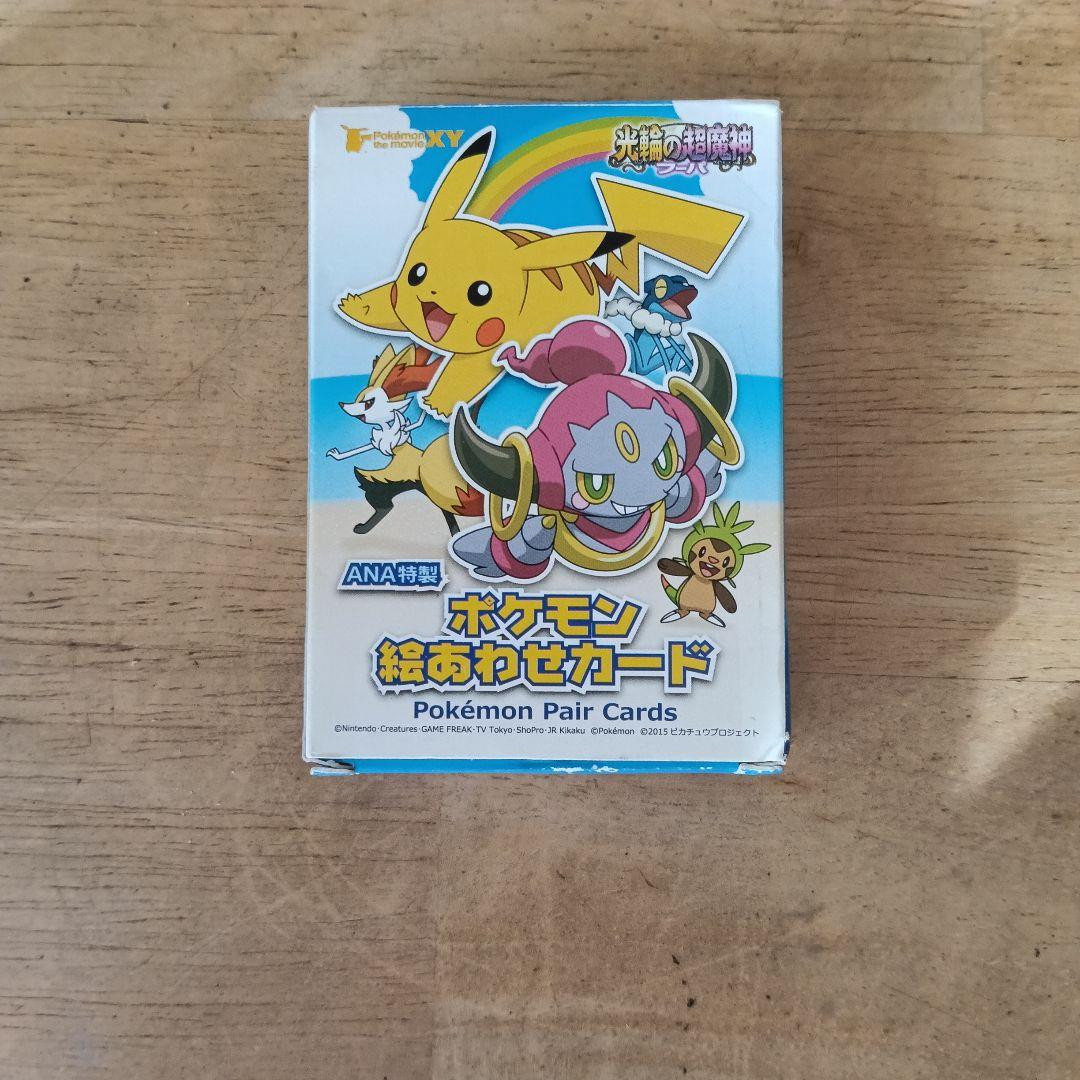 Pokémon
the movie XY
光輪の超魔神
フーパ
ANA特製
ポケモン
絵あわせカード
Pokémon Pair Cards
©Nintendo・Creatures・GAME FREAK・TV Tokyo・ShoPro・JR Kikaku ©Pokémon ©2015 ピカチュウプロジェクト